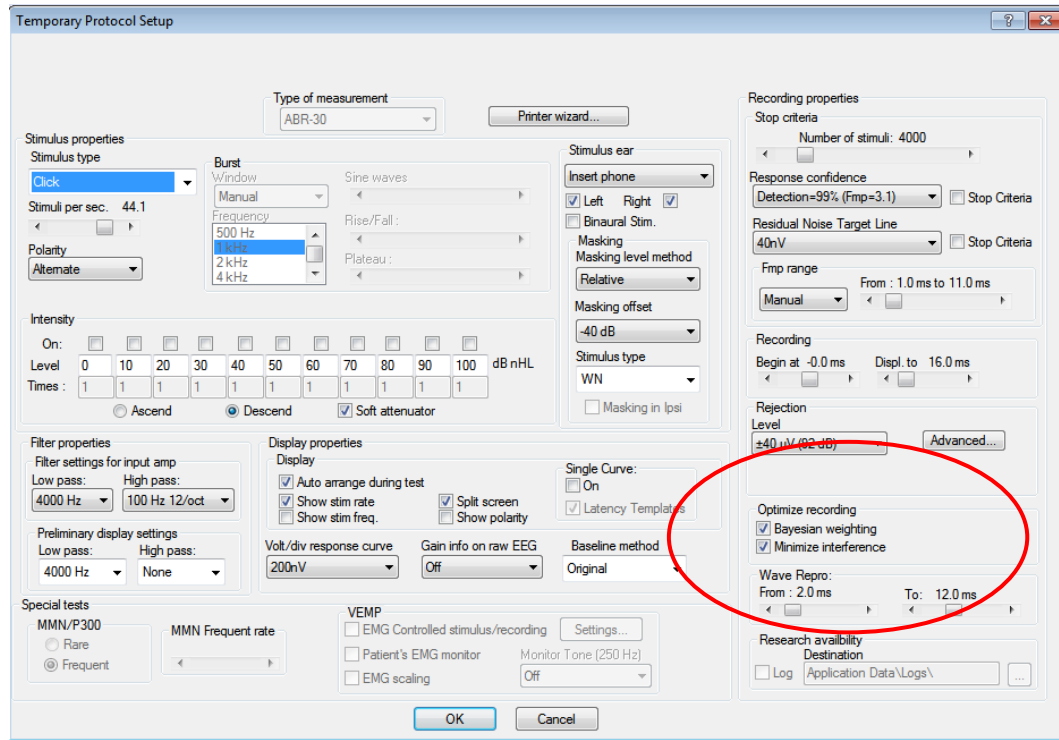 Temporary Protocol Setup
Type of measurement
ABR-30
Printer wizard...
Stimulus properties
Stimulus type
Click
Stimuli per sec. 44.1
Polarity
Alternate
Burst
Window
Manual
Frequency
500 Hz
1 kHz
2 kHz
4 kHz
Sine waves
Rise/Fall :
Plateau :
Stimulus ear
Insert phone
Left Right
Binaural Stim.
Masking
Masking level method
Relative
Masking offset
-40 dB
Stimulus type
WN
Masking in Ipsi
Intensity
On:
Level 0 10 20 30 40 50 60 70 80 90 100 dB nHL
Times : 1 1 1 1 1 1 1 1 1 1 1
Ascend Descend Soft attenuator
Filter properties
Filter settings for input amp
Low pass: High pass:
4000 Hz 100 Hz 12/oct
Preliminary display settings
Low pass: High pass:
4000 Hz None
Display properties
Display
Auto arrange during test
Show stim rate Split screen
Show stim freq. Show polarity
Single Curve:
On
Latency Templates
Volt/div response curve Gain info on raw EEG Baseline method
200nV Off Original
Special tests
MMN/P300
Rare
Frequent
MMN Frequent rate
VEMP
EMG Controlled stimulus/recording Settings...
Patient's EMG monitor Monitor Tone (250 Hz)
EMG scaling Off
Recording properties
Stop criteria
Number of stimuli: 4000
Response confidence
Detection=99% (Fmp=3.1) Stop Criteria
Residual Noise Target Line
40nV Stop Criteria
Fmp range
From : 1.0 ms to 11.0 ms
Manual
Recording
Begin at -0.0 ms Displ. to 16.0 ms
Rejection
Level
±40 uV (82 dB) Advanced...
Optimize recording
Bayesian weighting
Minimize interference
Wave Repro:
From : 2.0 ms To: 12.0 ms
Research availbility
Destination
Log Application Data\Logs\ ...
OK Cancel